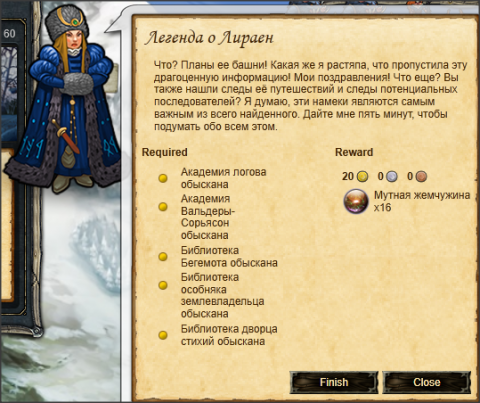 60
Легенда о Лираен
Что? Планы ее башни! Какая же я растяпа, что пропустила эту
драгоценную информацию! Мои поздравления! Что еще? Вы
также нашли следы её путешествий и следы потенциальных
последователей? Я думаю, эти намеки являются самым
важным из всего найденного. Дайте мне пять минут, чтобы
подумать обо всем этом.
Required
Академия логова
обыскана
Академия
Вальдеры-
Сорьясон
обыскана
Библиотека
Бегемота обыскана
Библиотека
особняка
землевладельца
обыскана
Библиотека дворца
стихий обыскана
Reward
20 0 0
Мутная жемчужина
x16
Finish
Close